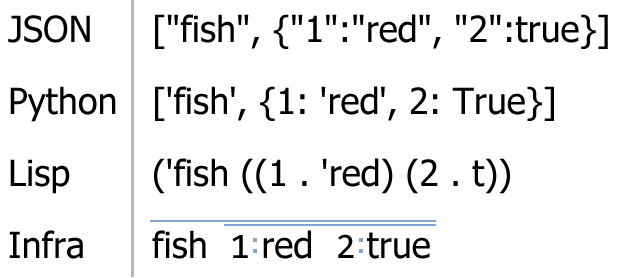 JSON ["fish", {"1":"red", "2":true}]
Python ['fish', {1: 'red', 2: True}]
Lisp ('fish ((1 . 'red) (2 . t))
Infra fish 1:red 2:true